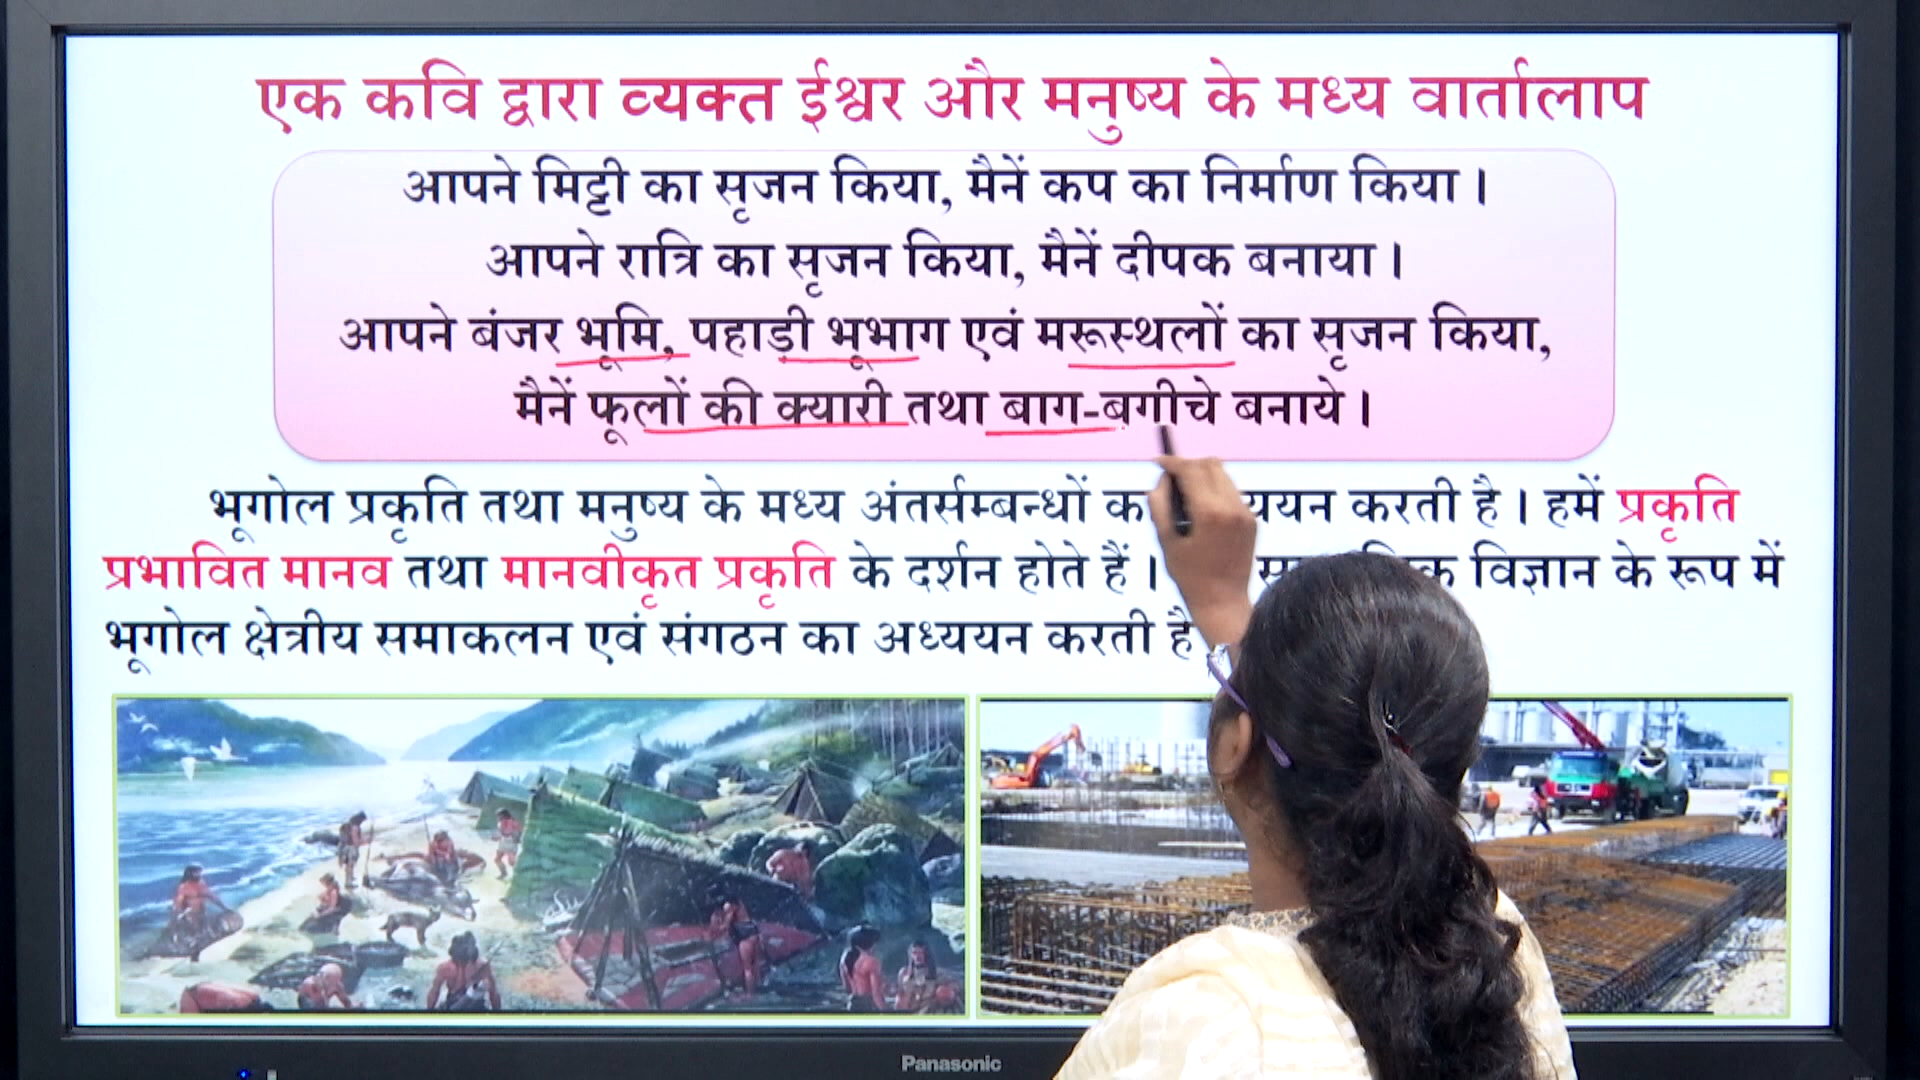 एक कवि द्वारा व्यक्त ईश्वर और मनुष्य के मध्य वार्तालाप
आपने मिट्टी का सृजन किया, मैनें कप का निर्माण किया।
आपने रात्रि का सृजन किया, मैनें दीपक बनाया।
आपने बंजर भूमि, पहाड़ी भूभाग एवं मरूस्थलों का सृजन किया,
मैनें फूलों की क्यारी तथा बाग-बगीचे बनाये।
भूगोल प्रकृति तथा मनुष्य के मध्य अंतर्सम्बन्धों करती है। हमें प्रकृति
प्रभावित मानव तथा मानवीकृत प्रकृति के दर्शन होते हैं। विज्ञान के रूप में
भूगोल क्षेत्रीय समाकलन एवं संगठन का अध्ययन करती है
Panasonic